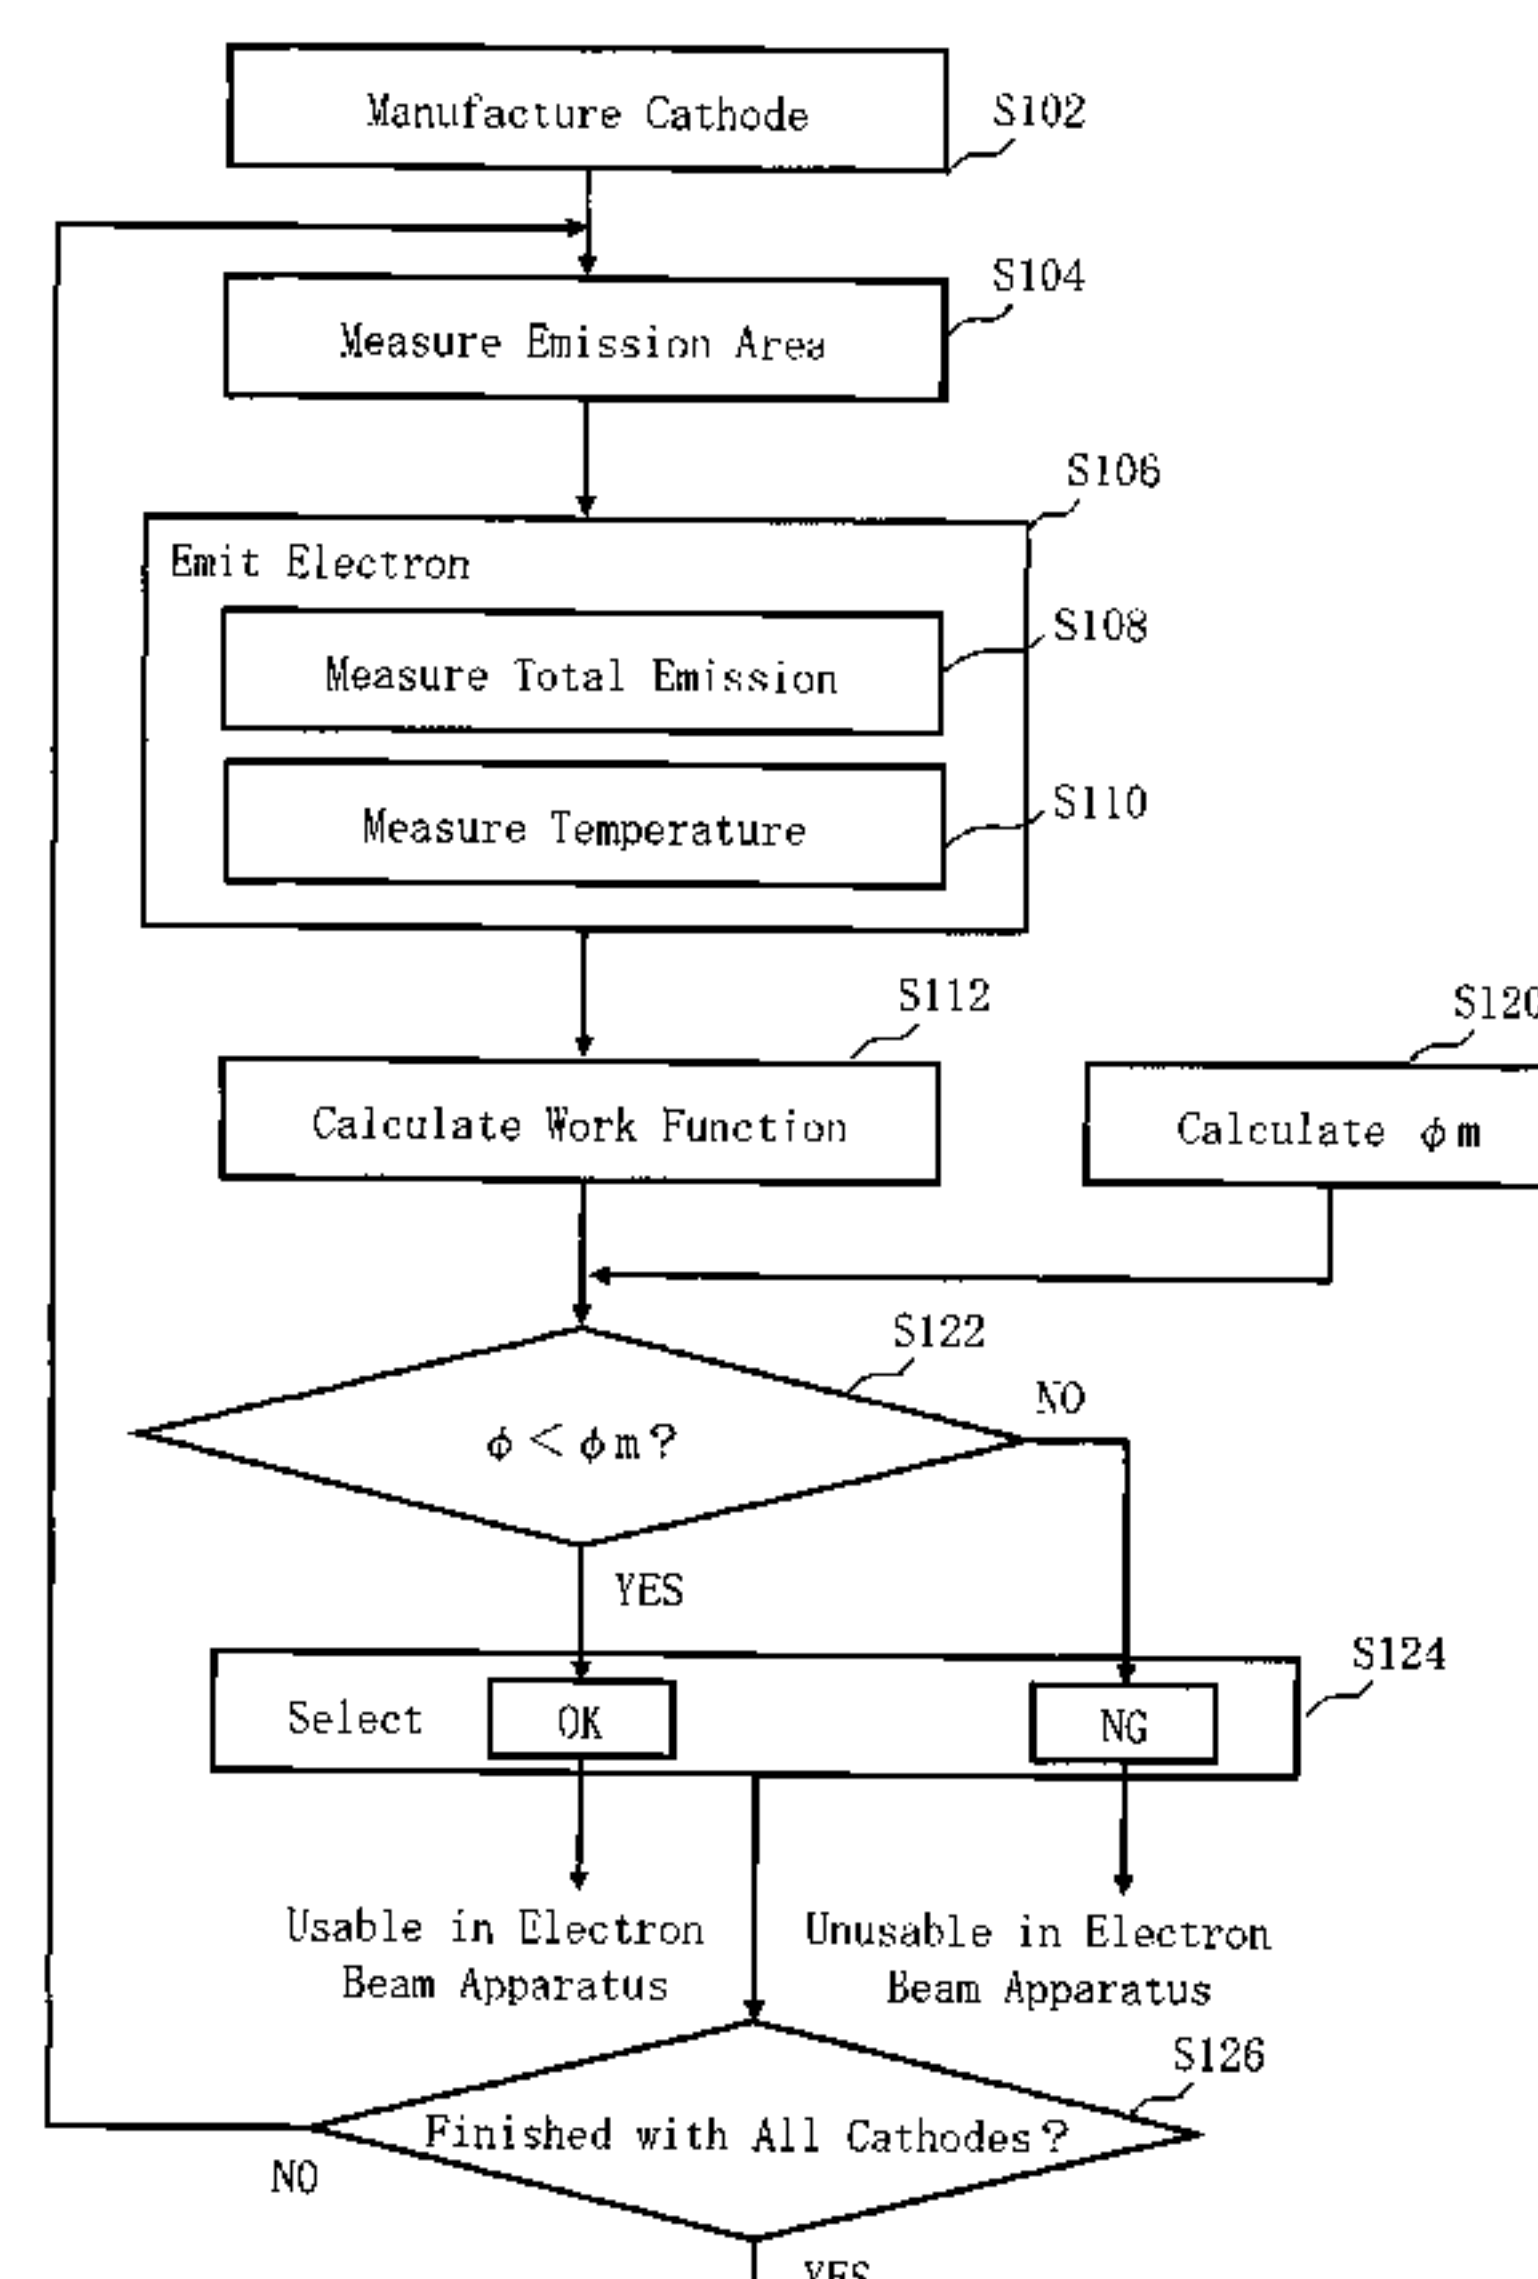 Manufacture Cathode
S102
S104
Measure Emission Area
S106
Emit Electron
S108
Measure Total Emission
S110
Measure Temperature
S112
S120
Calculate Work Function
Calculate ϕm
S122
NO
ϕ < ϕm?
YES
S124
Select
OK
NG
Usable in Electron
Beam Apparatus
Unusable in Electron
Beam Apparatus
S126
Finished with All Cathodes?
NO
YES